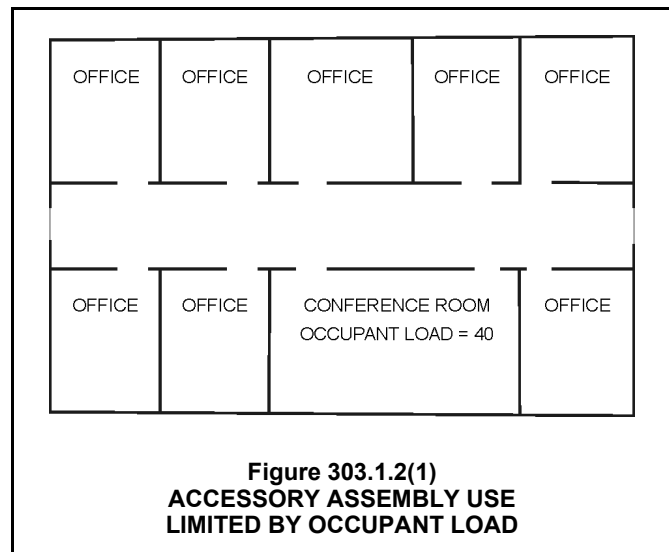 OFFICE OFFICE OFFICE OFFICE OFFICE
OFFICE OFFICE CONFERENCE ROOM OFFICE
OCCUPANT LOAD = 40
Figure 303.1.2(1)
ACCESSORY ASSEMBLY USE
LIMITED BY OCCUPANT LOAD